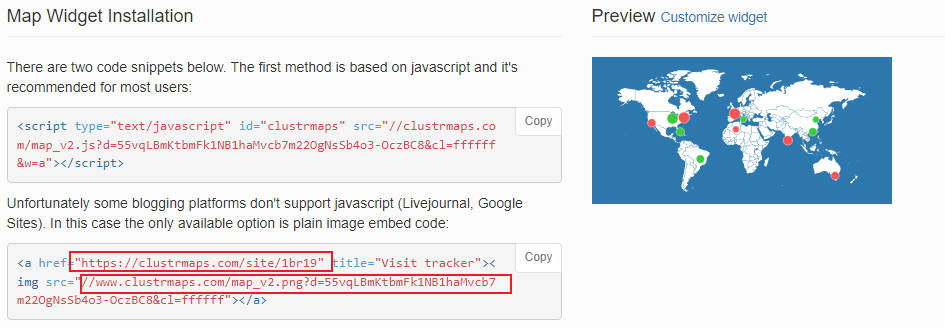 Map Widget Installation
Preview Customize widget
There are two code snippets below. The first method is based on javascript and it's
recommended for most users:
<script type="text/javascript" id="clustrmaps" src="//clustrmaps.co
m/map_v2.js?d=55vqLBmKtbmFk1NB1haMvcb7m22OgNsSb4o3-OczBC8&cl=ffffff
&w=a"></script>
Copy
Unfortunately some blogging platforms don't support javascript (Livejournal, Google
Sites). In this case the only available option is plain image embed code:
<a href="https://clustrmaps.com/site/1br19" title="Visit tracker"><
img src="//www.clustrmaps.com/map_v2.png?d=55vqLBmKtbmFk1NB1haMvcb7
m22OgNsSb4o3-OczBC8&cl=ffffff"></a>
Copy